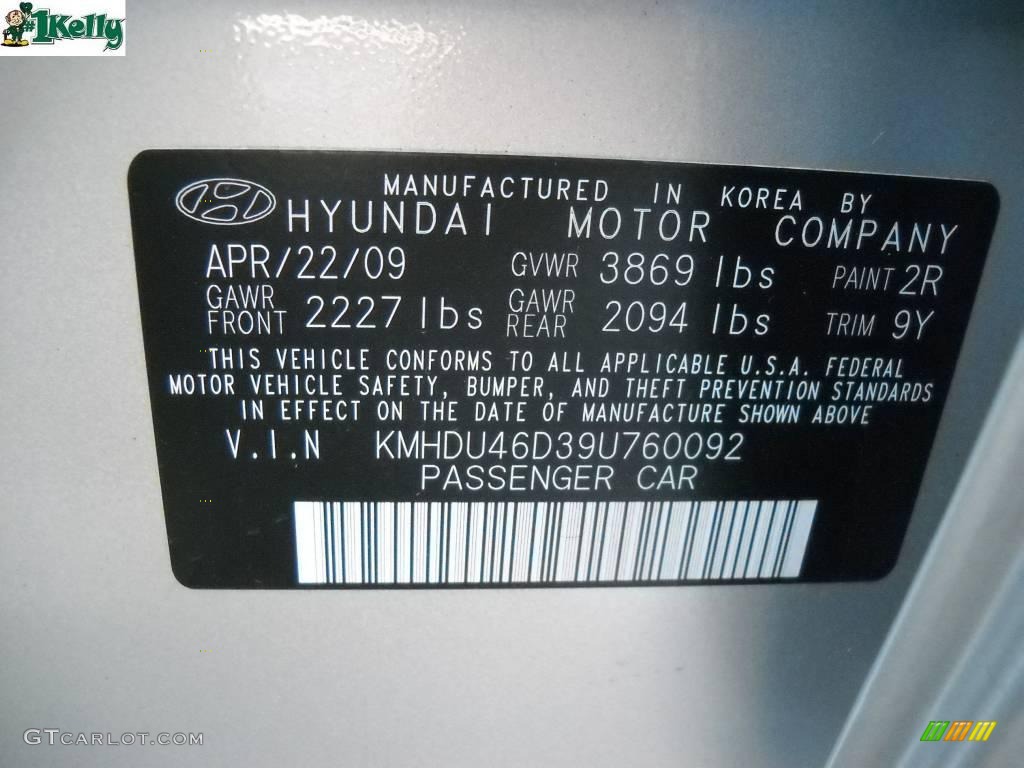 #1Kelly
MANUFACTURED IN KOREA BY
HYUNDAI MOTOR COMPANY
APR/22/09 GVWR 3869 lbs PAINT 2R
GAWR FRONT 2227 lbs GAWR REAR 2094 lbs TRIM 9Y
THIS VEHICLE CONFORMS TO ALL APPLICABLE U.S.A. FEDERAL
MOTOR VEHICLE SAFETY, BUMPER, AND THEFT PREVENTION STANDARDS
IN EFFECT ON THE DATE OF MANUFACTURE SHOWN ABOVE
V.I.N KMHDU46D39U760092
PASSENGER CAR
GTCARLOT.COM